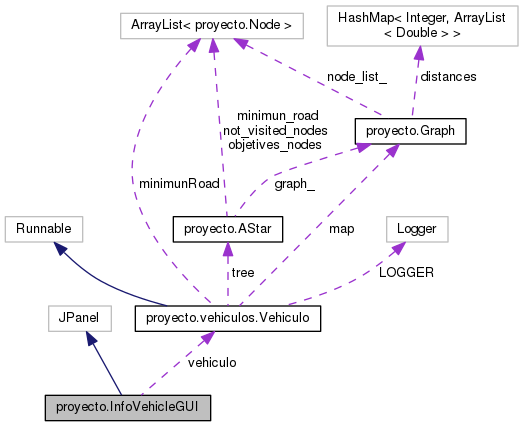 ArrayList< proyecto.Node >
HashMap< Integer, ArrayList
< Double > >
node_list_
distances
minimun_road
not_visited_nodes
objetives_nodes
proyecto.Graph
minimunRoad
graph_
Runnable
proyecto.AStar
map
Logger
tree
LOGGER
JPanel
proyecto.vehiculos.Vehiculo
vehiculo
proyecto.InfoVehicleGUI